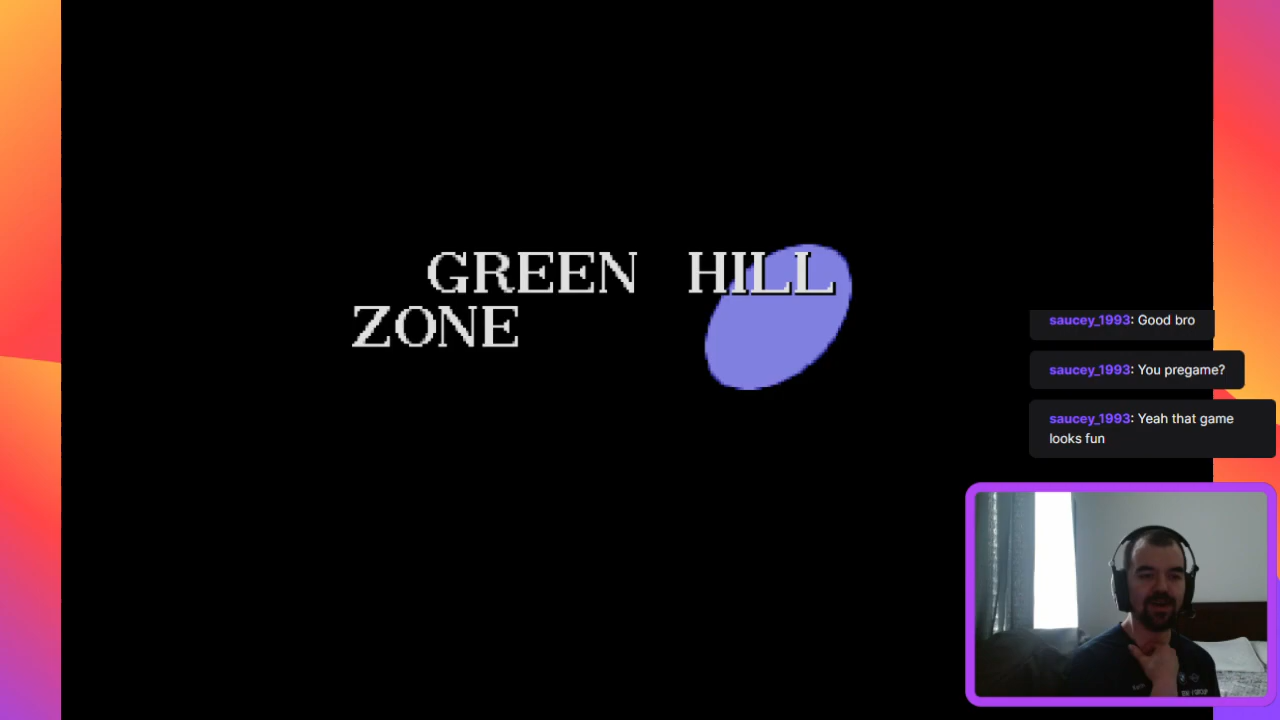 GREEN HILL
ZONE
saucey_1993: Good bro
saucey_1993: You pregame?
saucey_1993: Yeah that game
looks fun